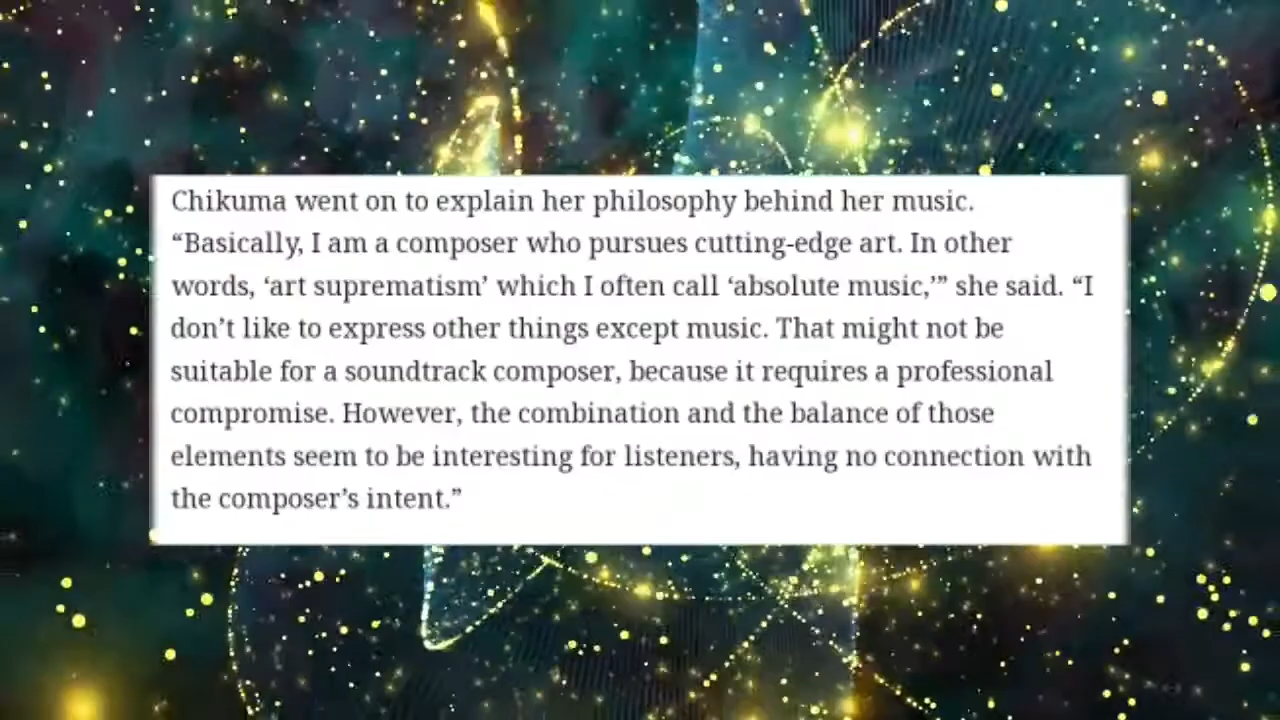 Chikuma went on to explain her philosophy behind her music.
“Basically, I am a composer who pursues cutting-edge art. In other
words, ‘art suprematism’ which I often call ‘absolute music,’” she said. “I
don’t like to express other things except music. That might not be
suitable for a soundtrack composer, because it requires a professional
compromise. However, the combination and the balance of those
elements seem to be interesting for listeners, having no connection with
the composer’s intent.”